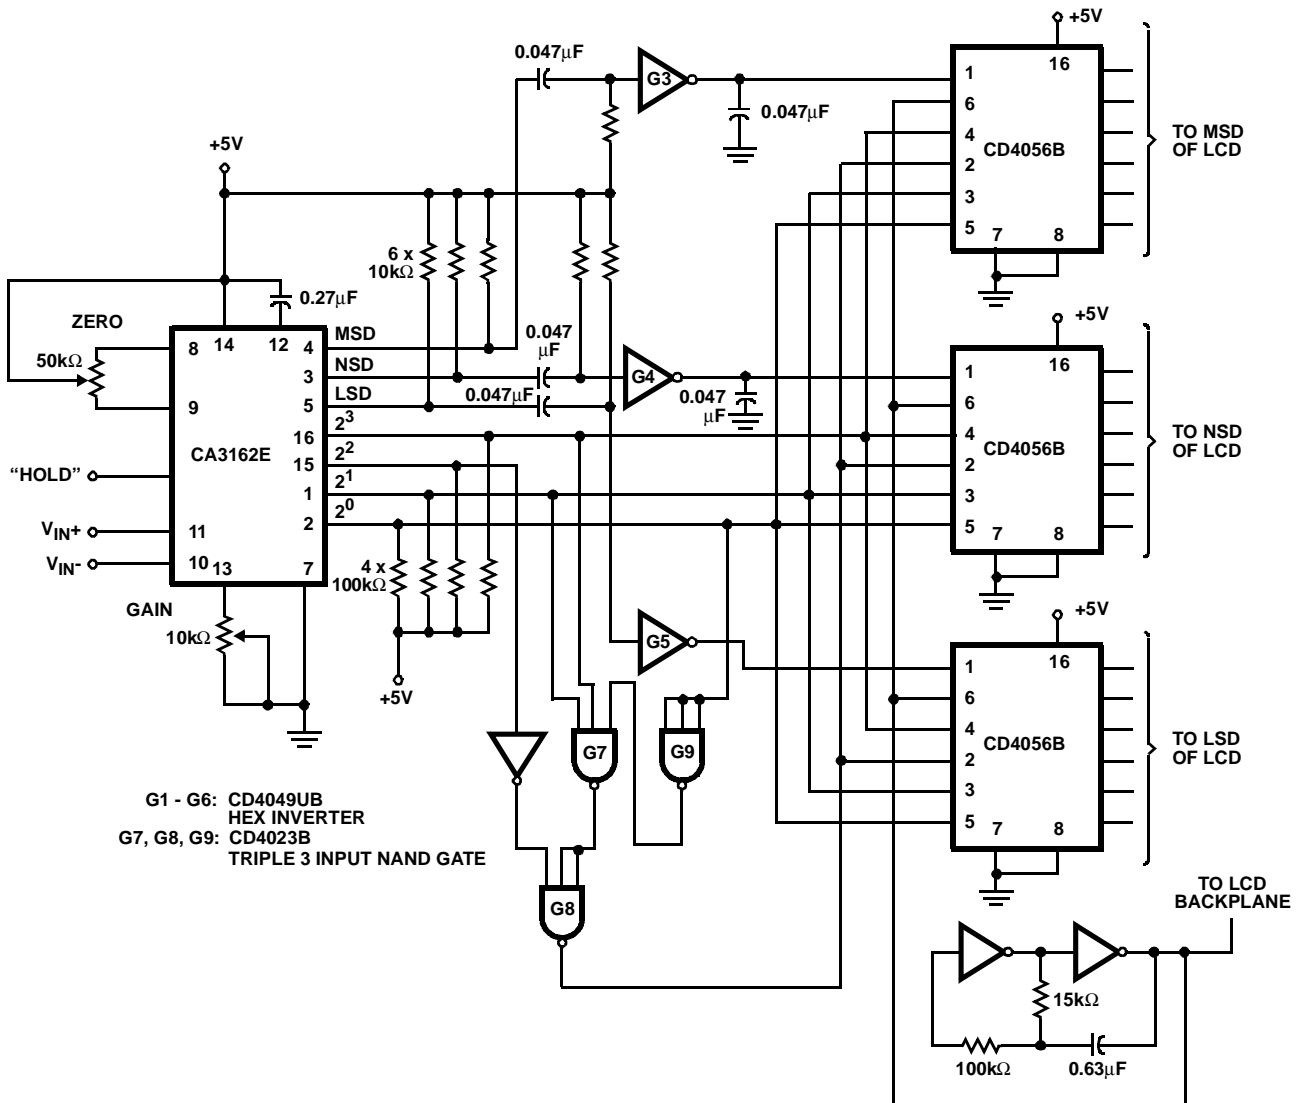 +5V
16
1
6
4
2
3
5
CD4056B
7
8
TO MSD
OF LCD
0.047µF
G3
0.047µF
+5V
6 x
10kΩ
0.27µF
ZERO
50kΩ
8
14
12
4
3
5
16
15
1
2
9
CA3162E
11
10
13
7
MSD
NSD
LSD
2³
2²
2¹
2⁰
"HOLD"
VIN+
VIN-
GAIN
10kΩ
0.047
µF
0.047µF
G4
0.047
µF
4 x
100kΩ
+5V
+5V
16
1
6
4
2
3
5
CD4056B
7
8
TO NSD
OF LCD
G5
G7
G9
G8
+5V
16
1
6
4
2
3
5
CD4056B
7
8
TO LSD
OF LCD
G1 - G6: CD4049UB
HEX INVERTER
G7, G8, G9: CD4023B
TRIPLE 3 INPUT NAND GATE
TO LCD
BACKPLANE
15kΩ
100kΩ
0.63µF